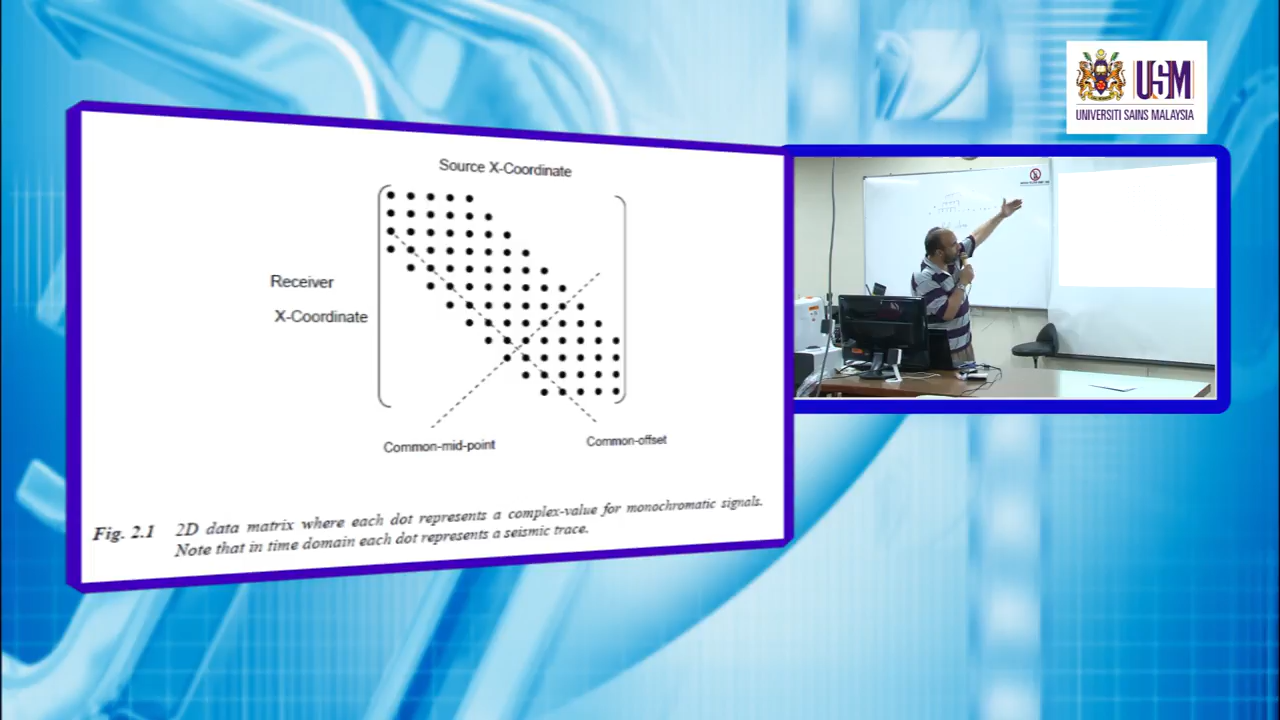 USM
UNIVERSITI SAINS MALAYSIA
Source X-Coordinate
Receiver
X-Coordinate
Common-mid-point
Common-offset
Fig. 2.1 2D data matrix where each dot represents a complex-value for monochromatic signals.
Note that in time domain each dot represents a seismic trace.